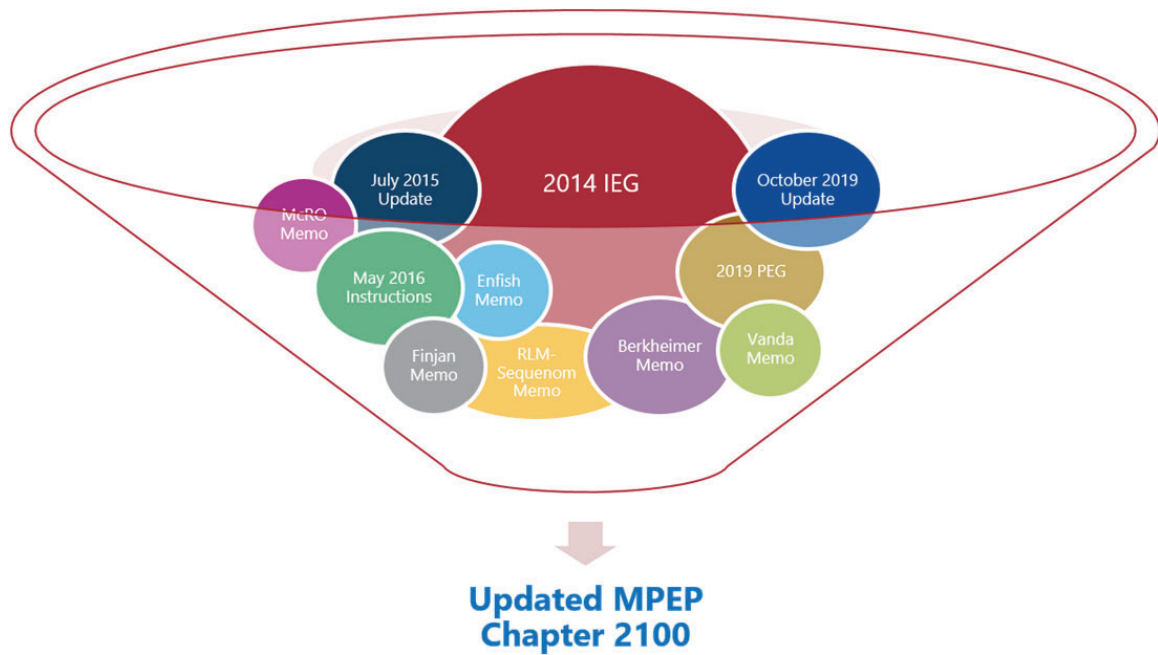 2014 IEG
July 2015
Update
October 2019
Update
McRO
Memo
May 2016
Instructions
Enfish
Memo
2019 PEG
Finjan
Memo
RLM-
Sequenom
Memo
Berkheimer
Memo
Vanda
Memo
Updated MPEP
Chapter 2100